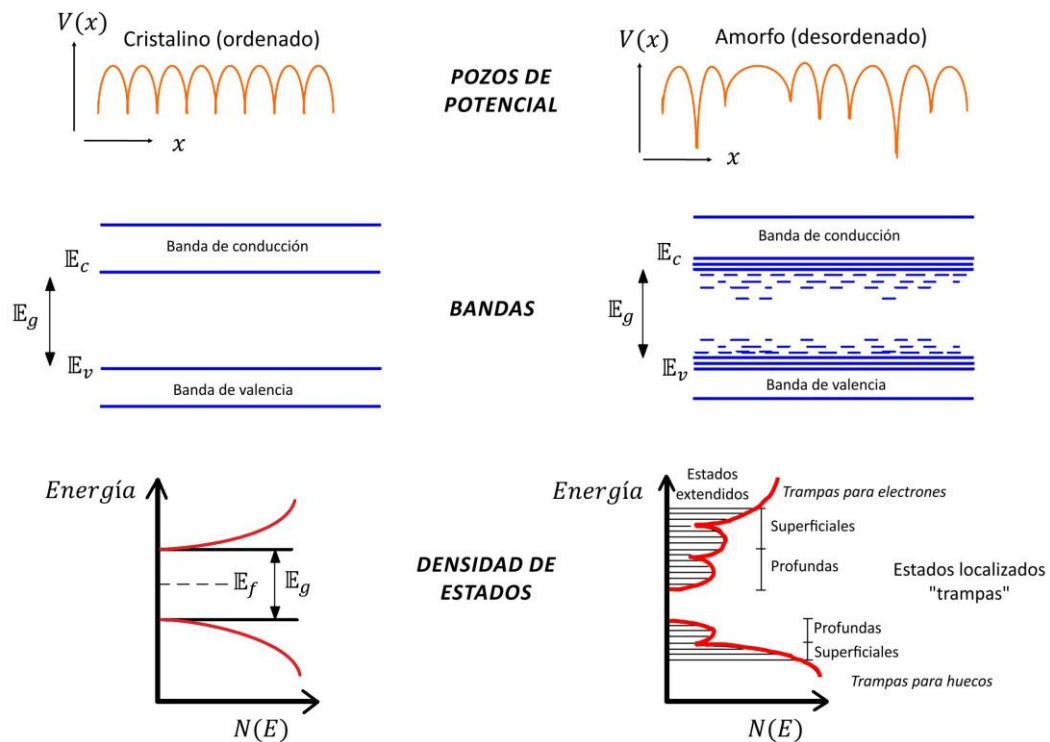 V(x)
Cristalino (ordenado)
x
POZOS DE
POTENCIAL
V(x)
Amorfo (desordenado)
x
Banda de conducción
𝔼c
𝔼g
𝔼v
Banda de valencia
BANDAS
Banda de conducción
𝔼c
𝔼g
𝔼v
Banda de valencia
Energía
𝔼f
𝔼g
N(E)
DENSIDAD DE
ESTADOS
Energía
Estados
extendidos
Trampas para electrones
Superficiales
Profundas
Estados localizados
"trampas"
Profundas
Superficiales
Trampas para huecos
N(E)